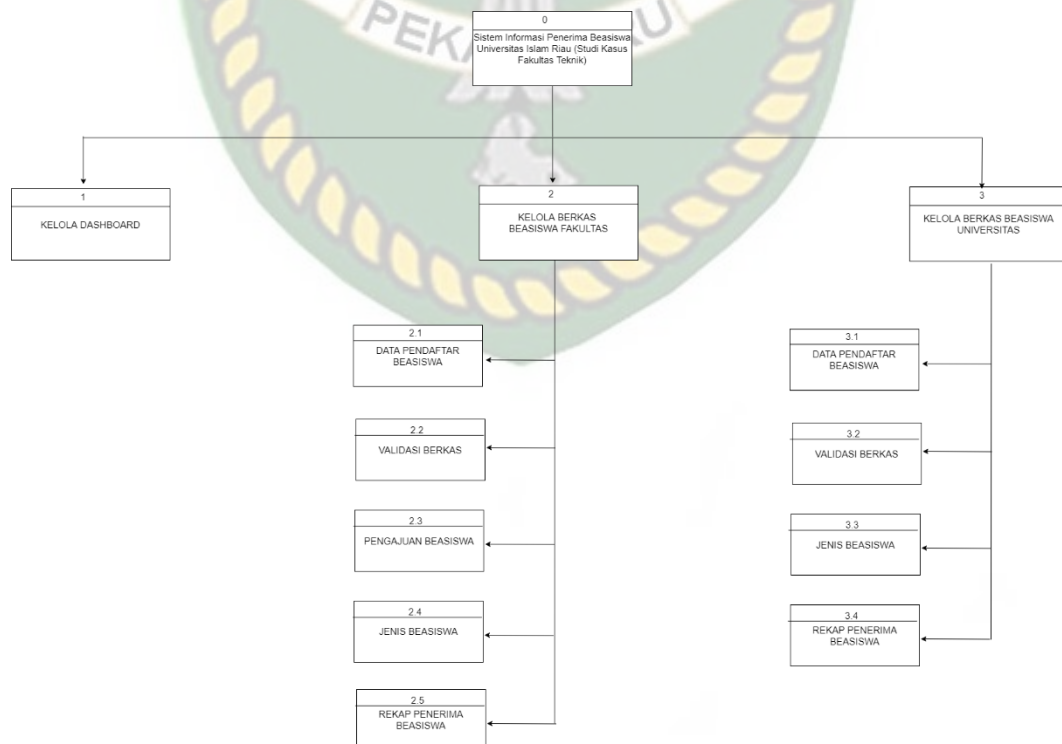 PEKA
AU
0
Sistem Informasi Penerima Beasiswa
Universitas Islam Riau (Studi Kasus
Fakultas Teknik)
1
KELOLA DASHBOARD
2
KELOLA BERKAS
BEASISWA FAKULTAS
3
KELOLA BERKAS BEASISWA
UNIVERSITAS
2.1
DATA PENDAFTAR
BEASISWA
2.2
VALIDASI BERKAS
2.3
PENGAJUAN BEASISWA
2.4
JENIS BEASISWA
2.5
REKAP PENERIMA
BEASISWA
3.1
DATA PENDAFTAR
BEASISWA
3.2
VALIDASI BERKAS
3.3
JENIS BEASISWA
3.4
REKAP PENERIMA
BEASISWA